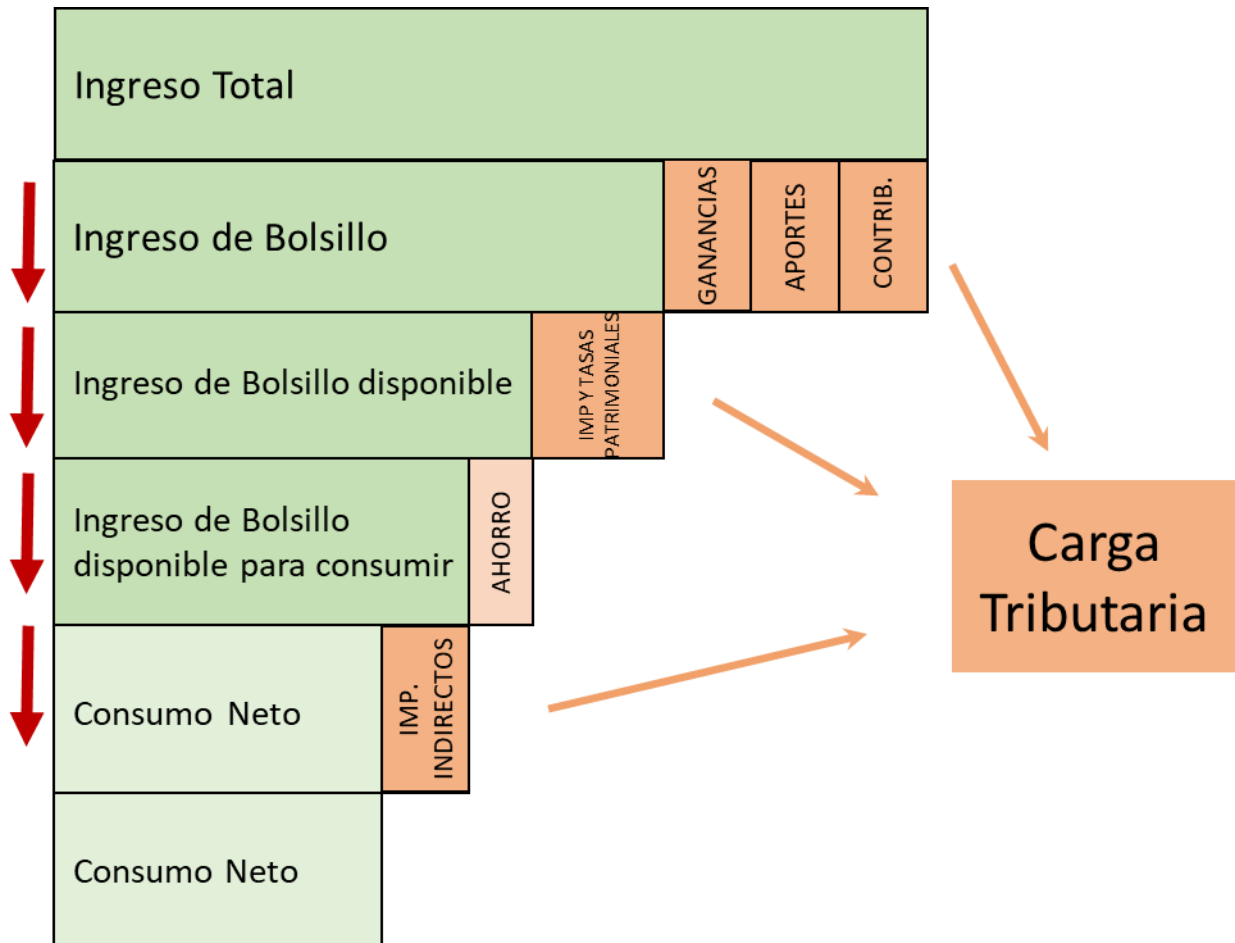 Ingreso Total
Ingreso de Bolsillo
GANANCIAS
APORTES
CONTRIB.
Ingreso de Bolsillo disponible
IMP Y TASAS
PATRIMONIALES
Ingreso de Bolsillo
disponible para consumir
AHORRO
Carga
Tributaria
Consumo Neto
IMP.
INDIRECTOS
Consumo Neto